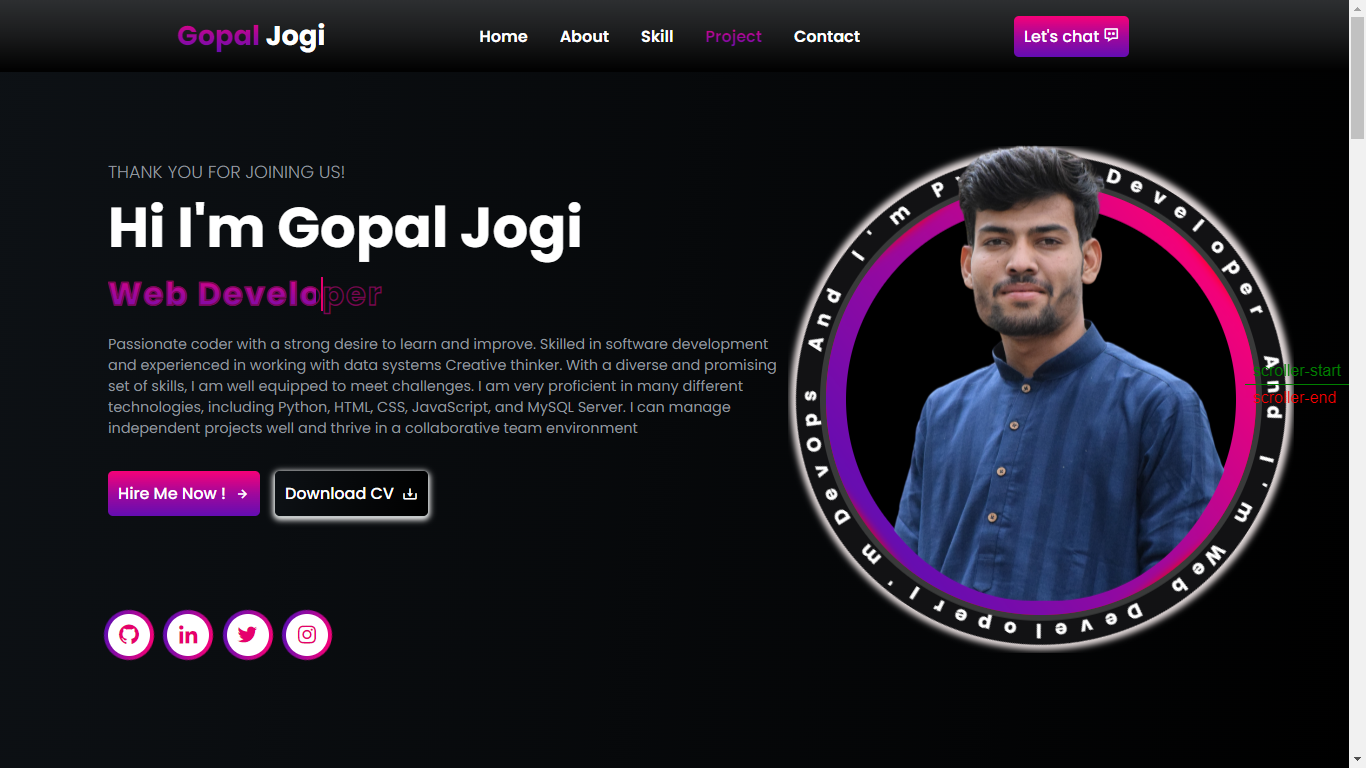 Gopal Jogi
Home About Skill Project Contact
Let's chat
THANK YOU FOR JOINING US!
Hi I'm Gopal Jogi
Web Developer
Passionate coder with a strong desire to learn and improve. Skilled in software development
and experienced in working with data systems Creative thinker. With a diverse and promising
set of skills, I am well equipped to meet challenges. I am very proficient in many different
technologies, including Python, HTML, CSS, JavaScript, and MySQL Server. I can manage
independent projects well and thrive in a collaborative team environment
Hire Me Now !
Download CV
in
And I'm P
Developer And I'm Web Developer I'm Devops
scroller-start
scroller-end